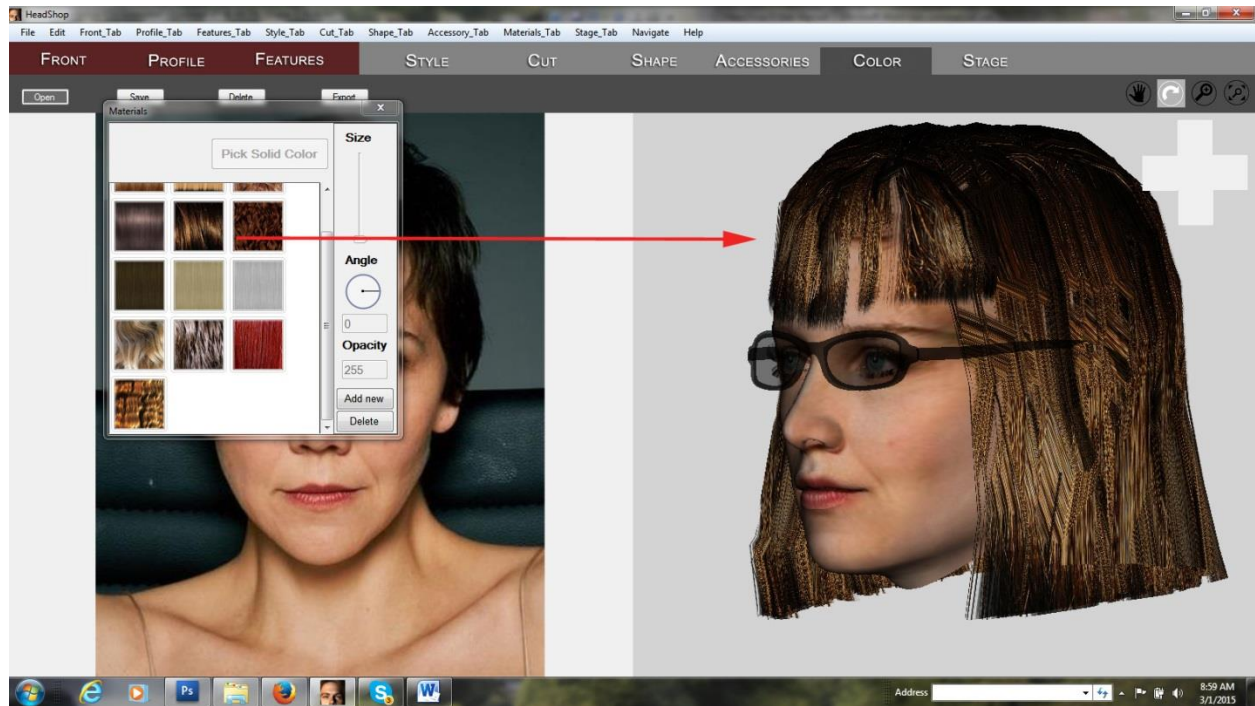 HeadShop
File Edit Front_Tab Profile_Tab Features_Tab Style_Tab Cut_Tab Shape_Tab Accessory_Tab Materials_Tab Stage_Tab Navigate Help
FRONT PROFILE FEATURES STYLE CUT SHAPE ACCESSORIES COLOR STAGE
Open Save Delete Export
Materials X
Pick Solid Color
Size
Angle
0
Opacity
255
Add new
Delete
Ps S W
Address
8:59 AM
3/1/2015